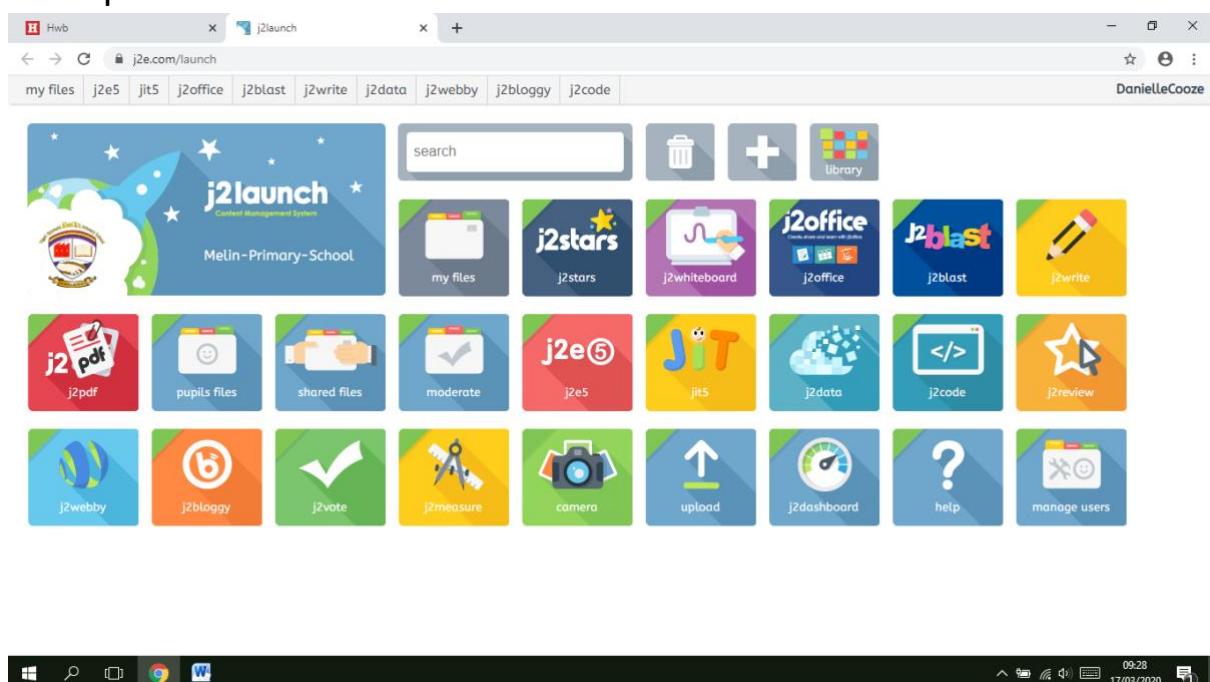 Hwb
j2launch
j2e.com/launch
my files j2e5 jit5 j2office j2blast j2write j2data j2webby j2bloggy j2code
DanielleCooze
j2launch
Content Management System
Melin-Primary-School
search
library
my files
j2stars
j2stars
j2whiteboard
j2office
j2office
j2blast
j2blast
j2write
j2 pdf
j2pdf
pupils files
shared files
moderate
j2e5
j2e5
JiT
jit5
j2data
</>
j2code
j2review
j2webby
b
j2bloggy
j2vote
j2measure
camera
upload
j2dashboard
?
help
manage users
W
09:28
17/03/2020